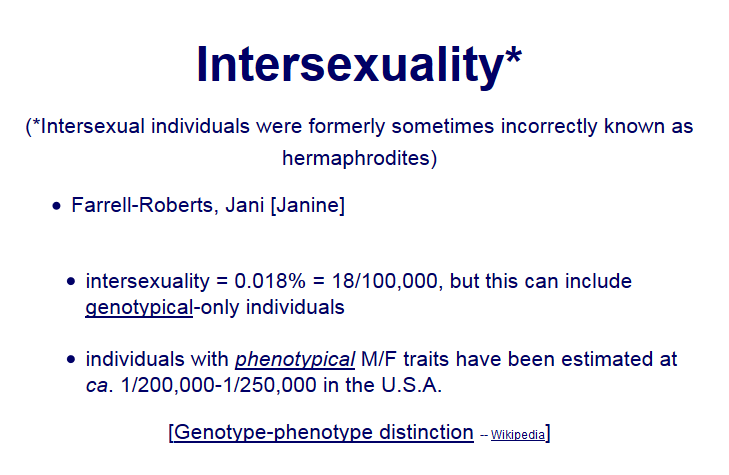 Intersexuality*
(*Intersexual individuals were formerly sometimes incorrectly known as
hermaphrodites)
• Farrell-Roberts, Jani [Janine]
• intersexuality = 0.018% = 18/100,000, but this can include
genotypical-only individuals
• individuals with phenotypical M/F traits have been estimated at
ca. 1/200,000-1/250,000 in the U.S.A.
[Genotype-phenotype distinction -- Wikipedia]